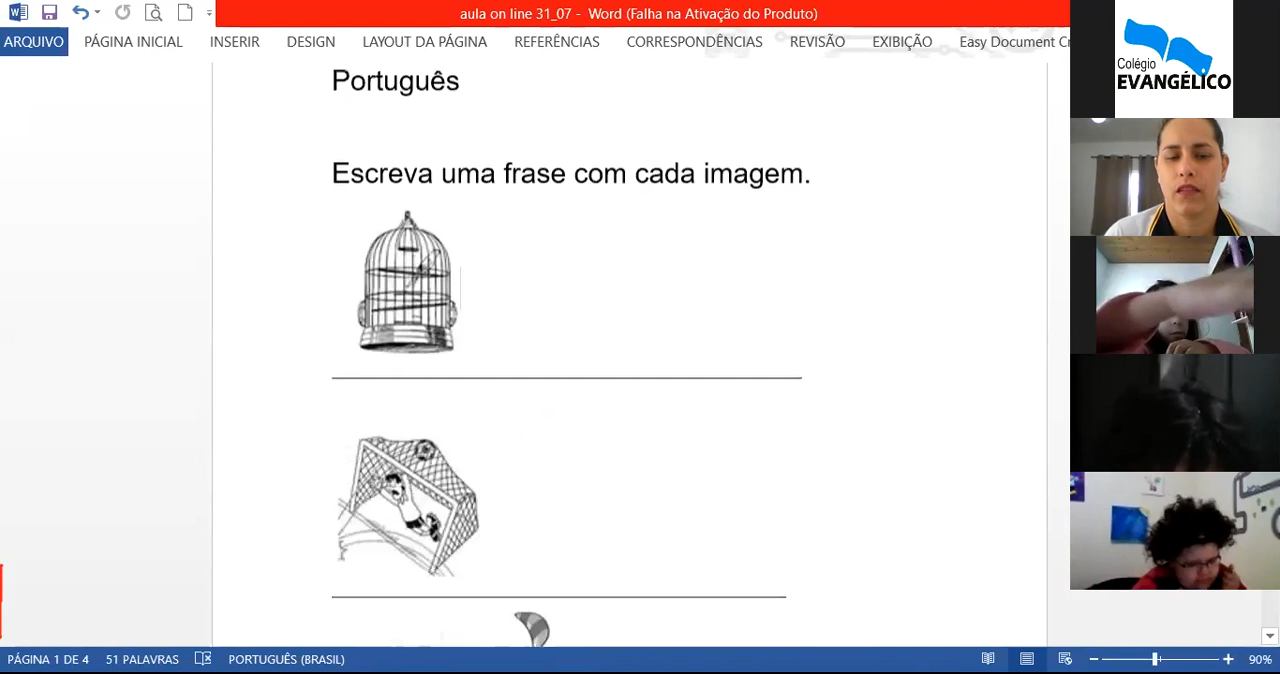 aula on line 31_07 - Word (Falha na Ativação do Produto)
ARQUIVO PÁGINA INICIAL INSERIR DESIGN LAYOUT DA PÁGINA REFERÊNCIAS CORRESPONDÊNCIAS REVISÃO EXIBIÇÃO Easy Document Cr
Colégio
EVANGÉLICO
Português
Escreva uma frase com cada imagem.
PÁGINA 1 DE 4 51 PALAVRAS PORTUGUÊS (BRASIL) 90%